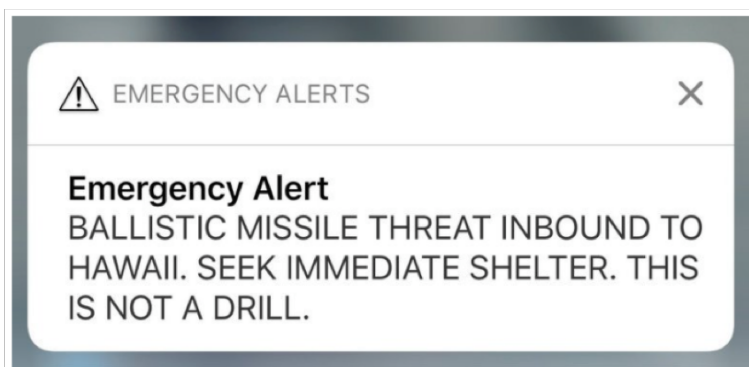 EMERGENCY ALERTS
Emergency Alert
BALLISTIC MISSILE THREAT INBOUND TO
HAWAII. SEEK IMMEDIATE SHELTER. THIS
IS NOT A DRILL.